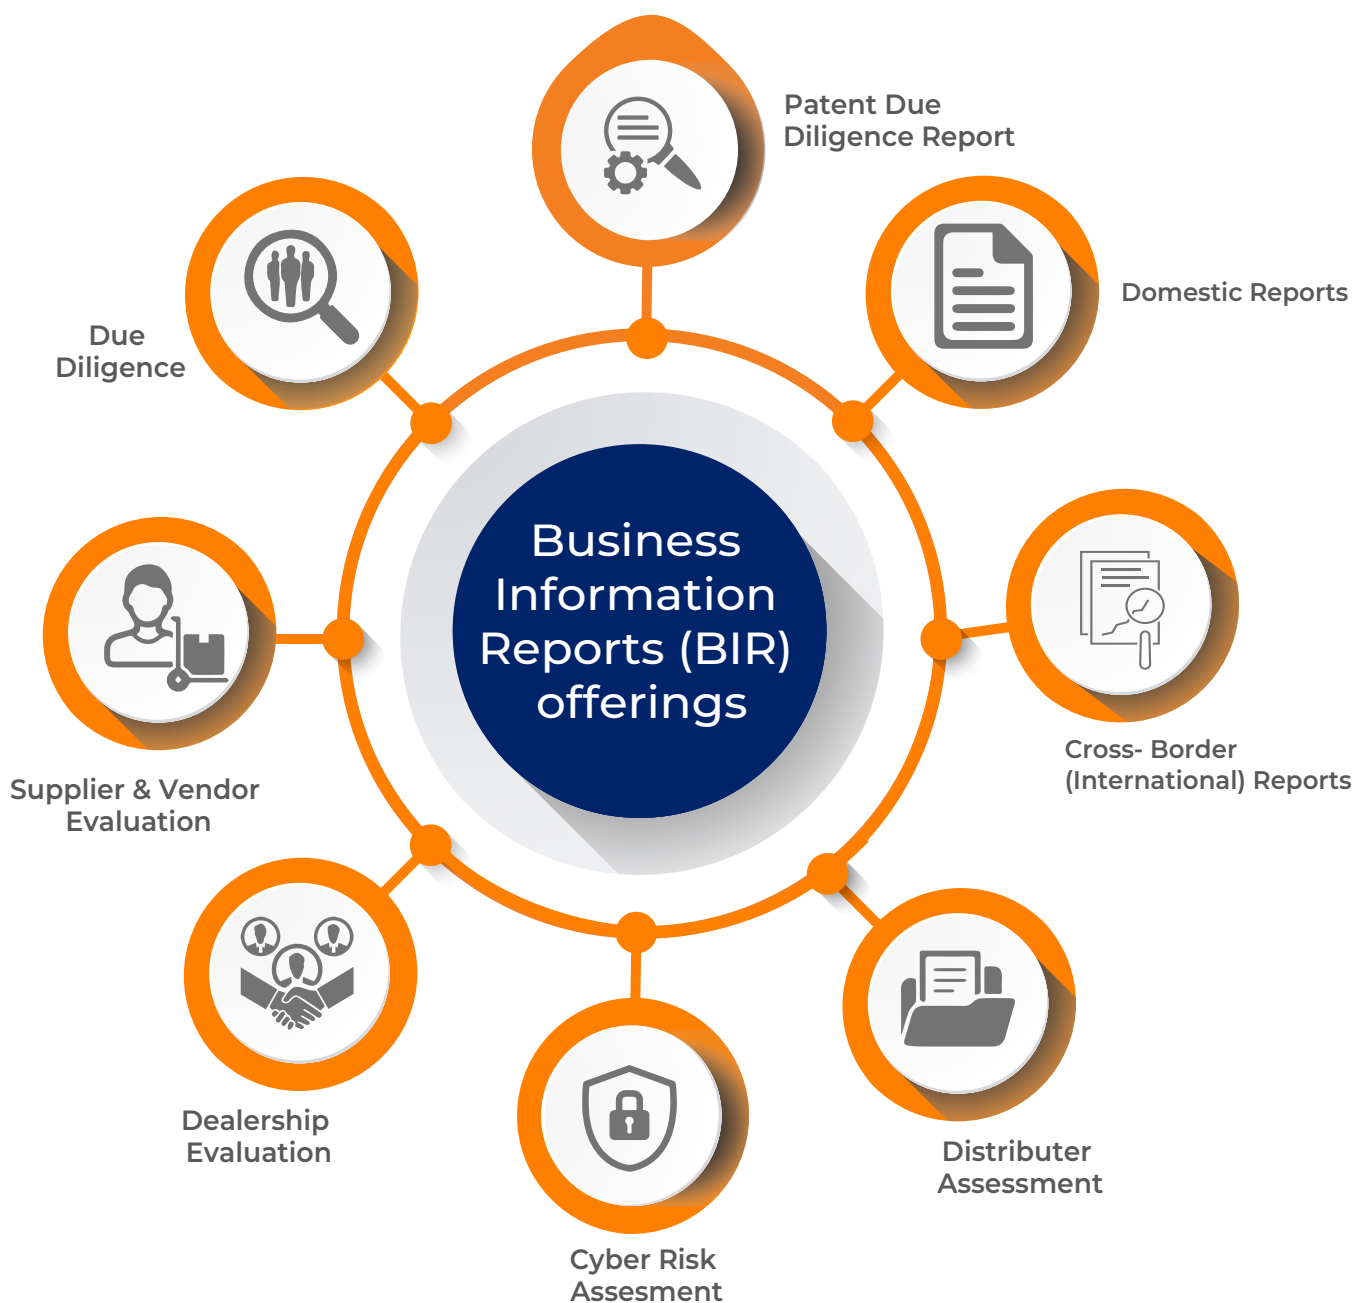 Patent Due
Diligence Report
Domestic Reports
Due
Diligence
Business
Information
Reports (BIR)
offerings
Cross- Border
(International) Reports
Supplier & Vendor
Evaluation
Dealership
Evaluation
Distributer
Assessment
Cyber Risk
Assesment